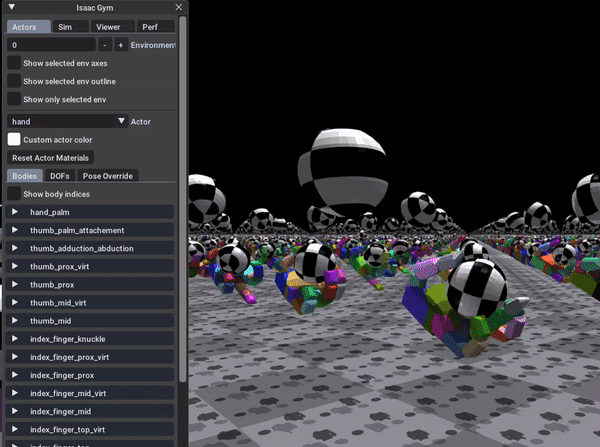 Isaac Gym
Actors Sim Viewer Perf
0 - + Environment
Show selected env axes
Show selected env outline
Show only selected env
hand Actor
Custom actor color
Reset Actor Materials
Bodies DOFs Pose Override
Show body indices
hand_palm
thumb_palm_attachement
thumb_adduction_abduction
thumb_prox_virt
thumb_prox
thumb_mid_virt
thumb_mid
index_finger_knuckle
index_finger_prox_virt
index_finger_prox
index_finger_mid_virt
index_finger_mid
index_finger_top_virt